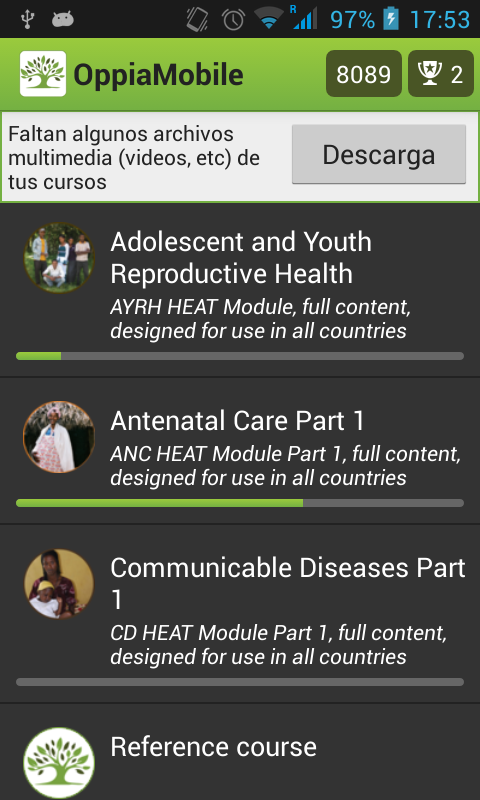 R
97% 17:53
OppiaMobile 8089 2
Faltan algunos archivos
multimedia (videos, etc) de
tus cursos
Descarga
Adolescent and Youth
Reproductive Health
AYRH HEAT Module, full content,
designed for use in all countries
Antenatal Care Part 1
ANC HEAT Module Part 1, full content,
designed for use in all countries
Communicable Diseases Part
1
CD HEAT Module Part 1, full content,
designed for use in all countries
Reference course